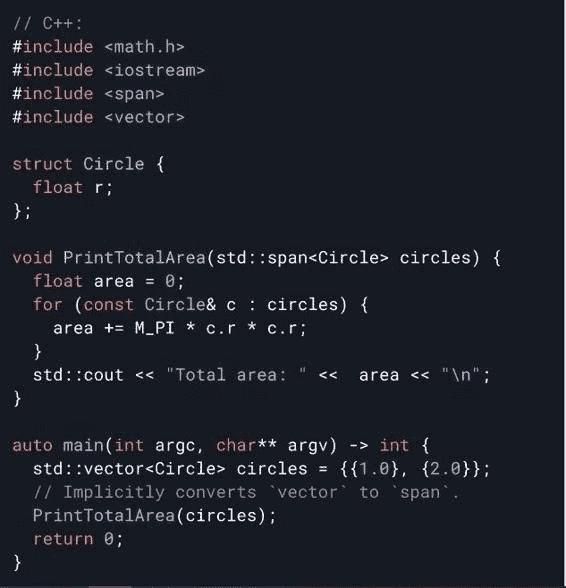 // C++:
#include <math.h>
#include <iostream>
#include <span>
#include <vector>

struct Circle {
  float r;
};

void PrintTotalArea(std::span<Circle> circles) {
  float area = 0;
  for (const Circle& c : circles) {
    area += M_PI * c.r * c.r;
  }
  std::cout << "Total area: " <<  area << "\n";
}

auto main(int argc, char** argv) -> int {
  std::vector<Circle> circles = {{1.0}, {2.0}};
  // Implicitly converts `vector` to `span`.
  PrintTotalArea(circles);
  return 0;
}